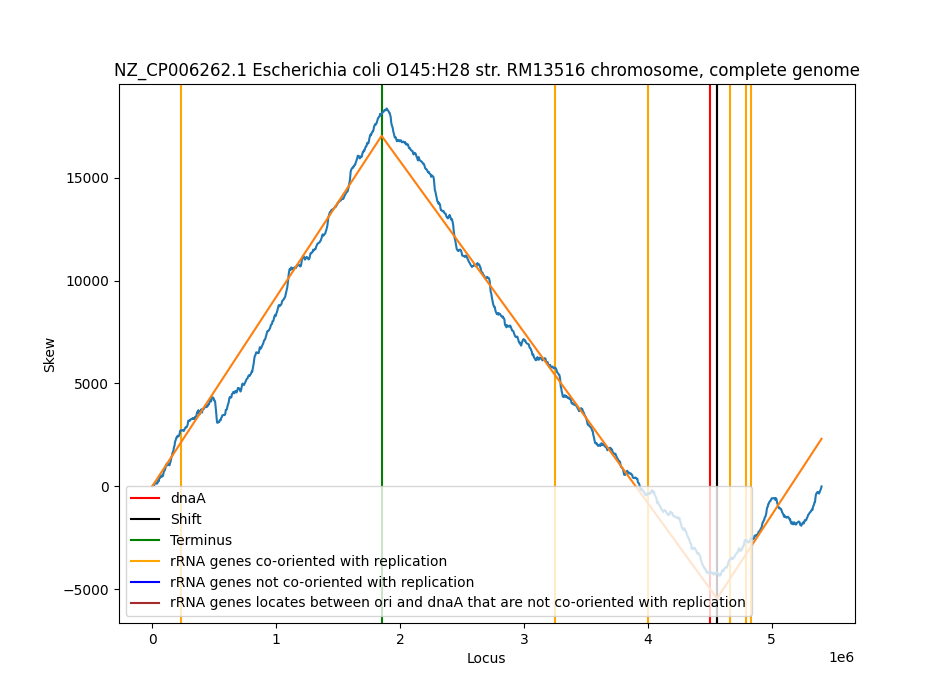 NZ_CP006262.1 Escherichia coli O145:H28 str. RM13516 chromosome, complete genome
Skew
15000
10000
5000
0
−5000
dnaA
Shift
Terminus
rRNA genes co-oriented with replication
rRNA genes not co-oriented with replication
rRNA genes locates between ori and dnaA that are not co-oriented with replication
0 1 2 3 4 5
1e6
Locus